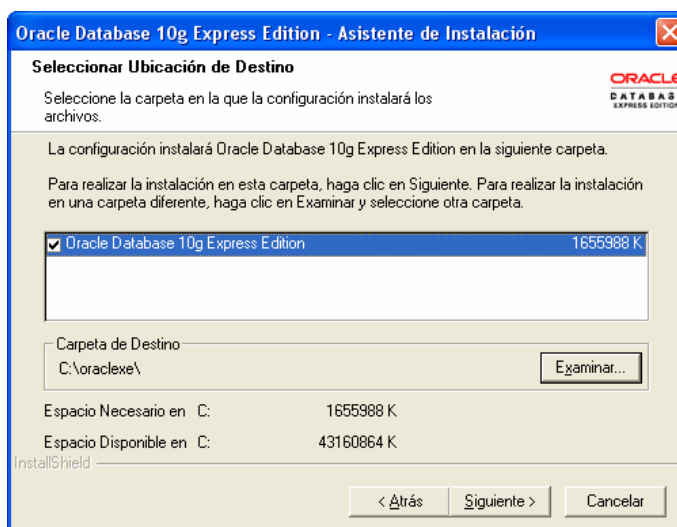 Oracle Database 10g Express Edition - Asistente de Instalación
Seleccionar Ubicación de Destino
Seleccione la carpeta en la que la configuración instalará los
archivos.
ORACLE
DATABASE
EXPRESS EDITION
La configuración instalará Oracle Database 10g Express Edition en la siguiente carpeta.
Para realizar la instalación en esta carpeta, haga clic en Siguiente. Para realizar la instalación
en una carpeta diferente, haga clic en Examinar y seleccione otra carpeta.
Oracle Database 10g Express Edition 1655988 K
Carpeta de Destino
C:\oraclexe\ Examinar...
Espacio Necesario en C: 1655988 K
Espacio Disponible en C: 43160864 K
InstallShield
< Atrás Siguiente > Cancelar